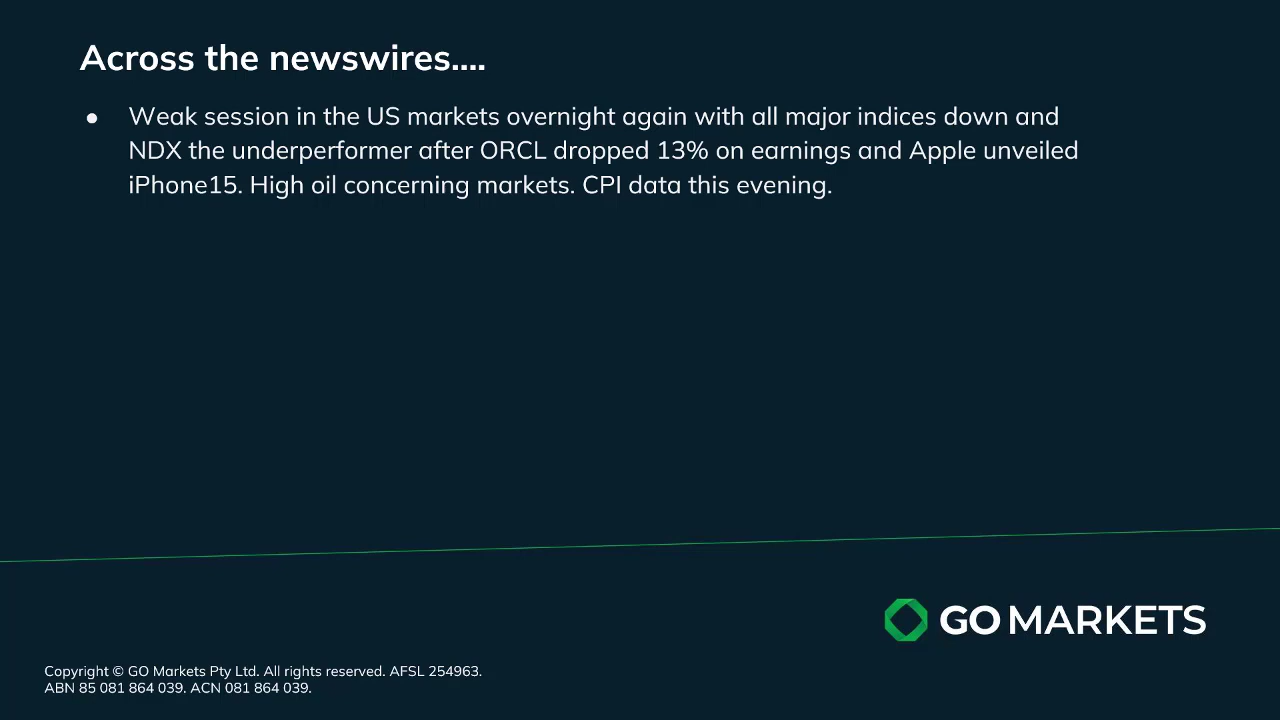 Across the newswires....
● Weak session in the US markets overnight again with all major indices down and
NDX the underperformer after ORCL dropped 13% on earnings and Apple unveiled
iPhone15. High oil concerning markets. CPI data this evening.
GO MARKETS
Copyright © GO Markets Pty Ltd. All rights reserved. AFSL 254963.
ABN 85 081 864 039. ACN 081 864 039.